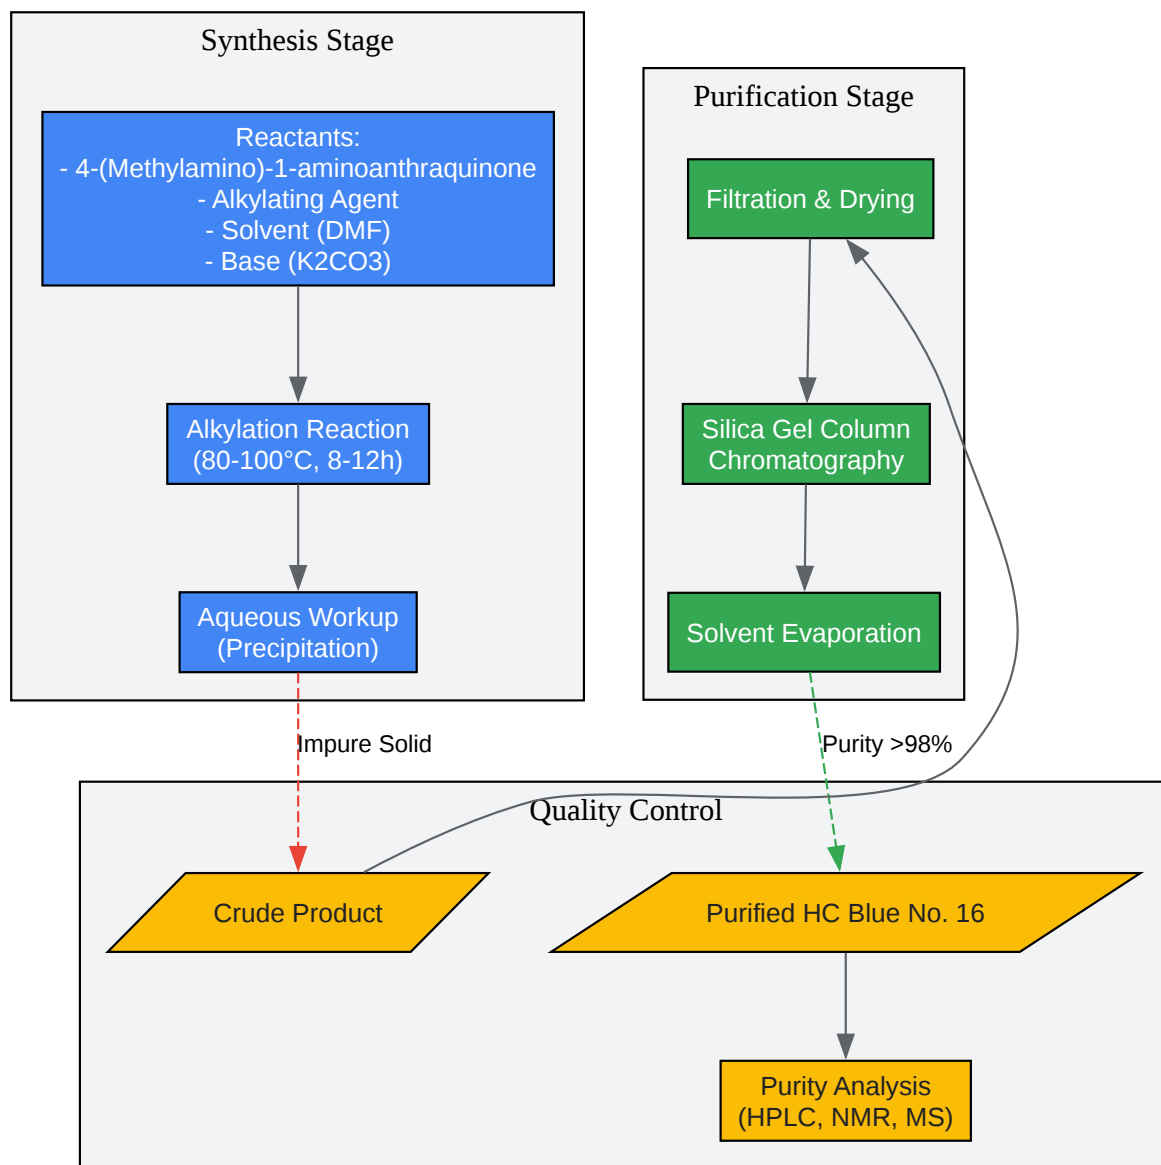 Synthesis Stage
Reactants:
- 4-(Methylamino)-1-aminoanthraquinone
- Alkylating Agent
- Solvent (DMF)
- Base (K2CO3)
Alkylation Reaction
(80-100°C, 8-12h)
Aqueous Workup
(Precipitation)
Impure Solid
Purification Stage
Filtration & Drying
Silica Gel Column
Chromatography
Solvent Evaporation
Purity >98%
Quality Control
Crude Product
Purified HC Blue No. 16
Purity Analysis
(HPLC, NMR, MS)